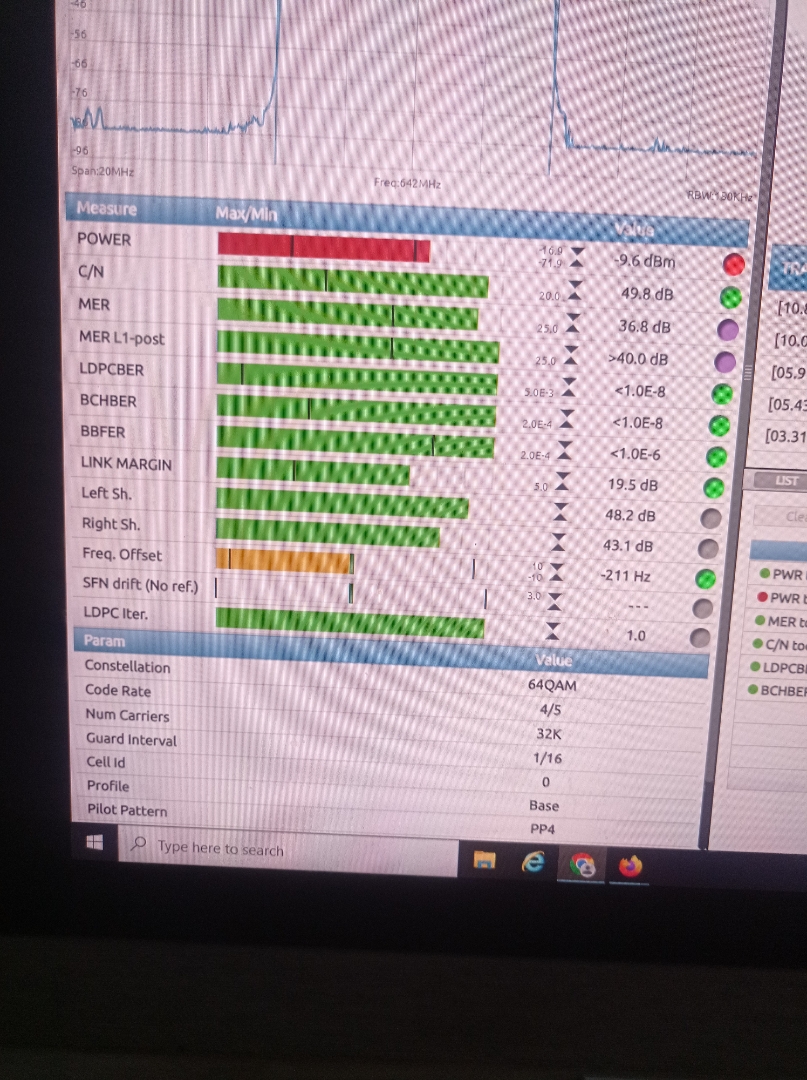 -46
-56
-66
-76
-96
Span:20MHz Freq:642MHz RBW:180KHz
Measure Max/Min Value
POWER -16.9 -71.9 -9.6 dBm
C/N 20.0 49.8 dB
MER 25.0 36.8 dB
MER L1-post 25.0 >40.0 dB
LDPCBER 5.0E-3 <1.0E-8
BCHBER 2.0E-4 <1.0E-8
BBFER 2.0E-4 <1.0E-6
LINK MARGIN 5.0 19.5 dB
Left Sh. 48.2 dB
Right Sh. 43.1 dB
Freq. Offset 10 -10 -211 Hz
SFN drift (No ref.) 3.0 ---
LDPC Iter. 1.0
Param Value
Constellation 64QAM
Code Rate 4/5
Num Carriers 32K
Guard Interval 1/16
Cell Id 0
Profile Base
Pilot Pattern PP4
Type here to search
[10.
[10.0
[05.9
[05.43
[03.31
LIST
PWR
PWR t
MER to
C/N to
LDPCB
BCHBER